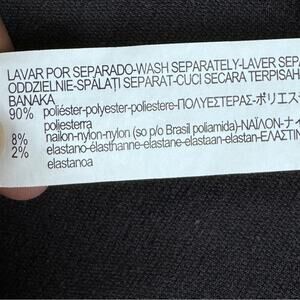 LAVAR POR SEPARADO-WASH SEPARATELY-LAVER SEPA
ODDZIELNIE-SPĂLAȚI SEPARAT-CUCI SECARA TERPISAH
BANAKA
90% poliéster-polyester-poliestere-ΠΟΛΥΕΣΤΕΡΑΣ-ポリエス
poliesterra
8% nailon-nylon-nylon (so p/o Brasil poliamida)-ΝΑΪΛΟΝ-ナイ
2% elastano-élasthanne-elastane-elastaan-elastan-ΕΛΑΣΤΙΝ
elastanoa